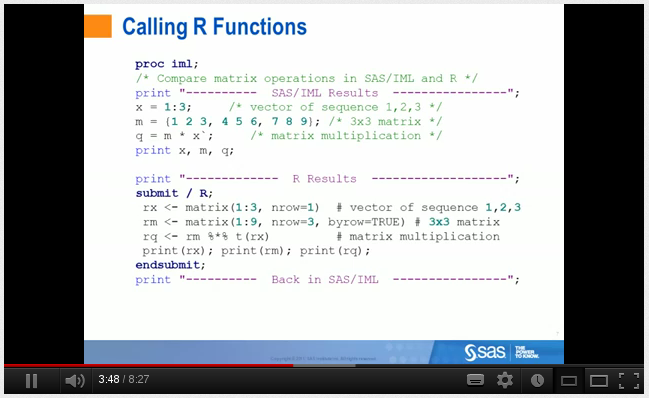 Calling R Functions
proc iml;
/* Compare matrix operations in SAS/IML and R */
print "----------  SAS/IML Results  ----------------";
x = 1:3;     /* vector of sequence 1,2,3 */
m = {1 2 3, 4 5 6, 7 8 9}; /* 3x3 matrix */
q = m * x`;     /* matrix multiplication */
print x, m, q;
print "-------------  R Results  -------------------";
submit / R;
rx <- matrix(1:3, nrow=1)  # vector of sequence 1,2,3
rm <- matrix(1:9, nrow=3, byrow=TRUE) # 3x3 matrix
rq <- rm %*% t(rx)         # matrix multiplication
print(rx); print(rm); print(rq);
endsubmit;
print "----------  Back in SAS/IML  ----------------";
sas THE POWER TO KNOW.
3:48 / 8:27